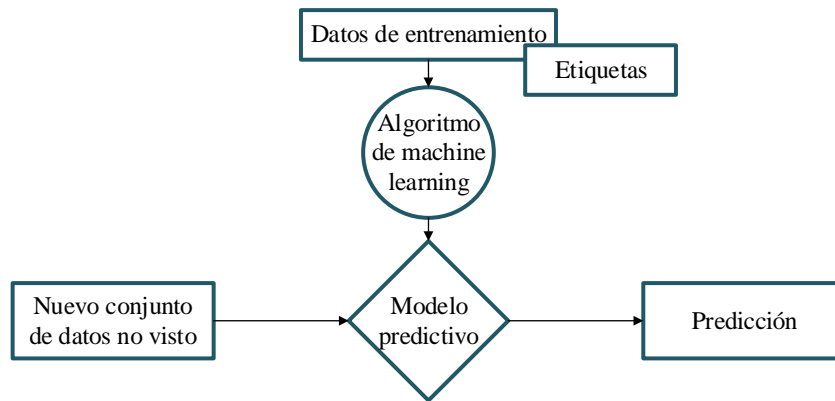 Datos de entrenamiento
Etiquetas
Algoritmo
de machine
learning
Nuevo conjunto
de datos no visto
Modelo
predictivo
Predicción